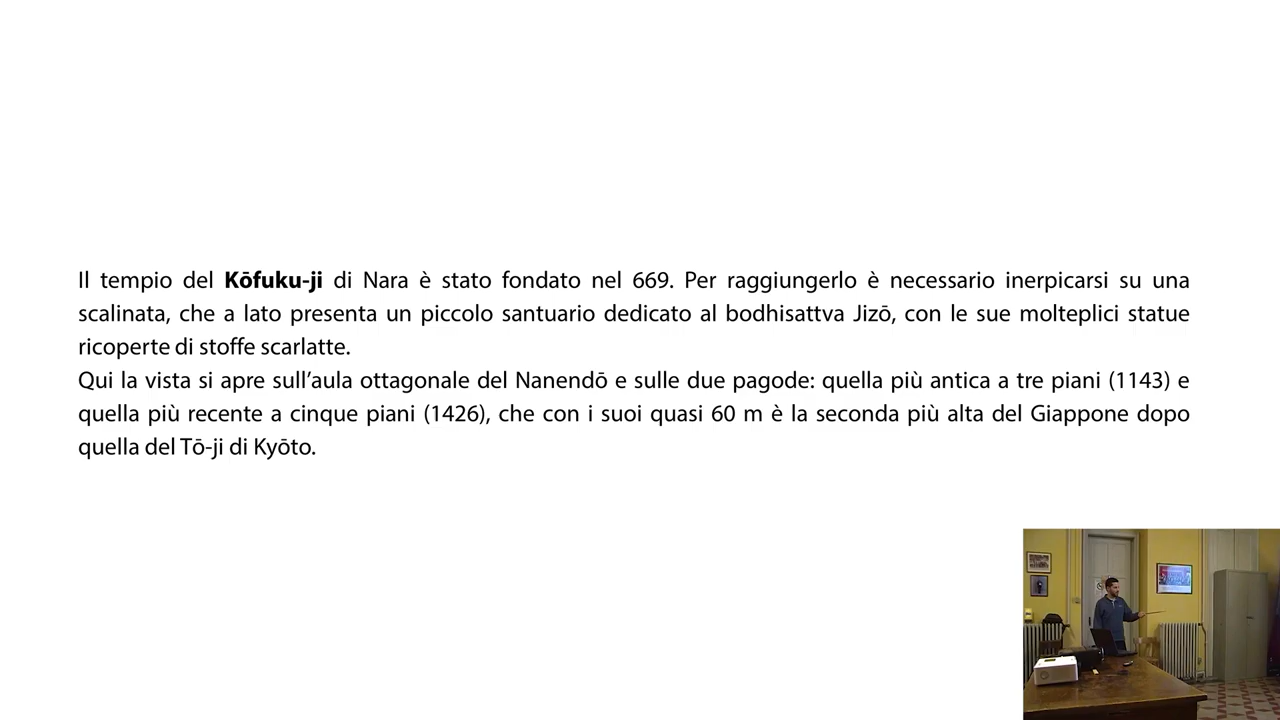 Il tempio del Kōfuku-ji di Nara è stato fondato nel 669. Per raggiungerlo è necessario inerpicarsi su una
scalinata, che a lato presenta un piccolo santuario dedicato al bodhisattva Jizō, con le sue molteplici statue
ricoperte di stoffe scarlatte.
Qui la vista si apre sull’aula ottagonale del Nanendō e sulle due pagode: quella più antica a tre piani (1143) e
quella più recente a cinque piani (1426), che con i suoi quasi 60 m è la seconda più alta del Giappone dopo
quella del Tō-ji di Kyōto.